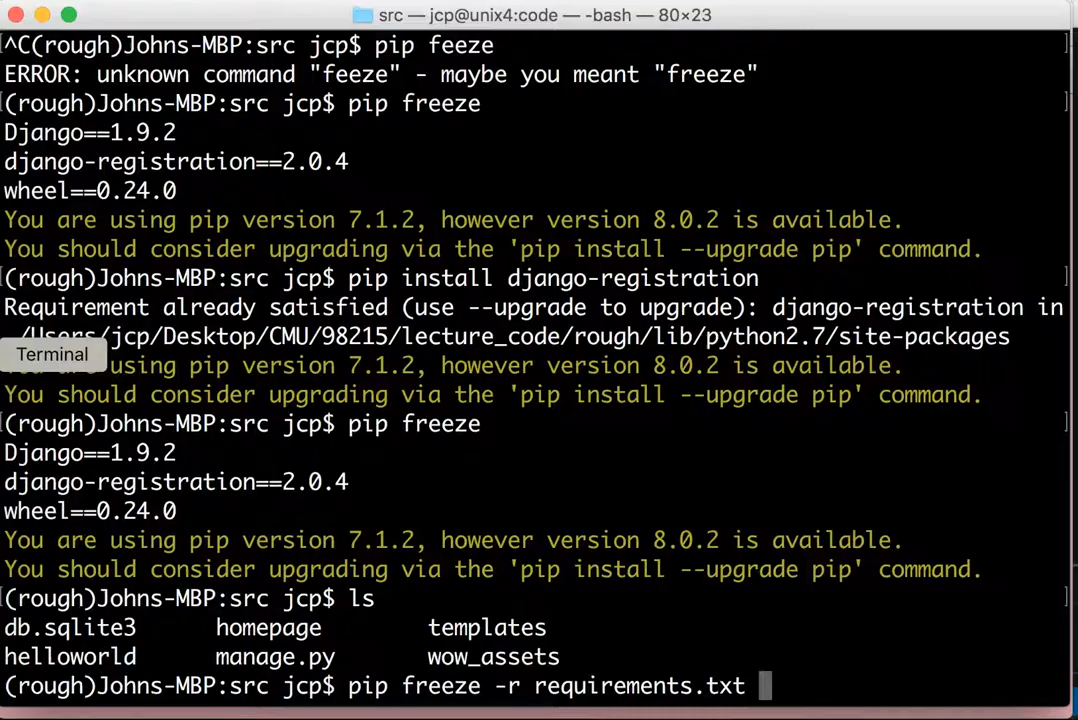 src — jcp@unix4:code — -bash — 80×23
^C(rough)Johns-MBP:src jcp$ pip feeze
ERROR: unknown command "feeze" - maybe you meant "freeze"
(rough)Johns-MBP:src jcp$ pip freeze
Django==1.9.2
django-registration==2.0.4
wheel==0.24.0
You are using pip version 7.1.2, however version 8.0.2 is available.
You should consider upgrading via the 'pip install --upgrade pip' command.
(rough)Johns-MBP:src jcp$ pip install django-registration
Requirement already satisfied (use --upgrade to upgrade): django-registration in
/Users/jcp/Desktop/CMU/98215/lecture_code/rough/lib/python2.7/site-packages
Terminal
using pip version 7.1.2, however version 8.0.2 is available.
You should consider upgrading via the 'pip install --upgrade pip' command.
(rough)Johns-MBP:src jcp$ pip freeze
Django==1.9.2
django-registration==2.0.4
wheel==0.24.0
You are using pip version 7.1.2, however version 8.0.2 is available.
You should consider upgrading via the 'pip install --upgrade pip' command.
(rough)Johns-MBP:src jcp$ ls
db.sqlite3 homepage templates
helloworld manage.py wow_assets
(rough)Johns-MBP:src jcp$ pip freeze -r requirements.txt